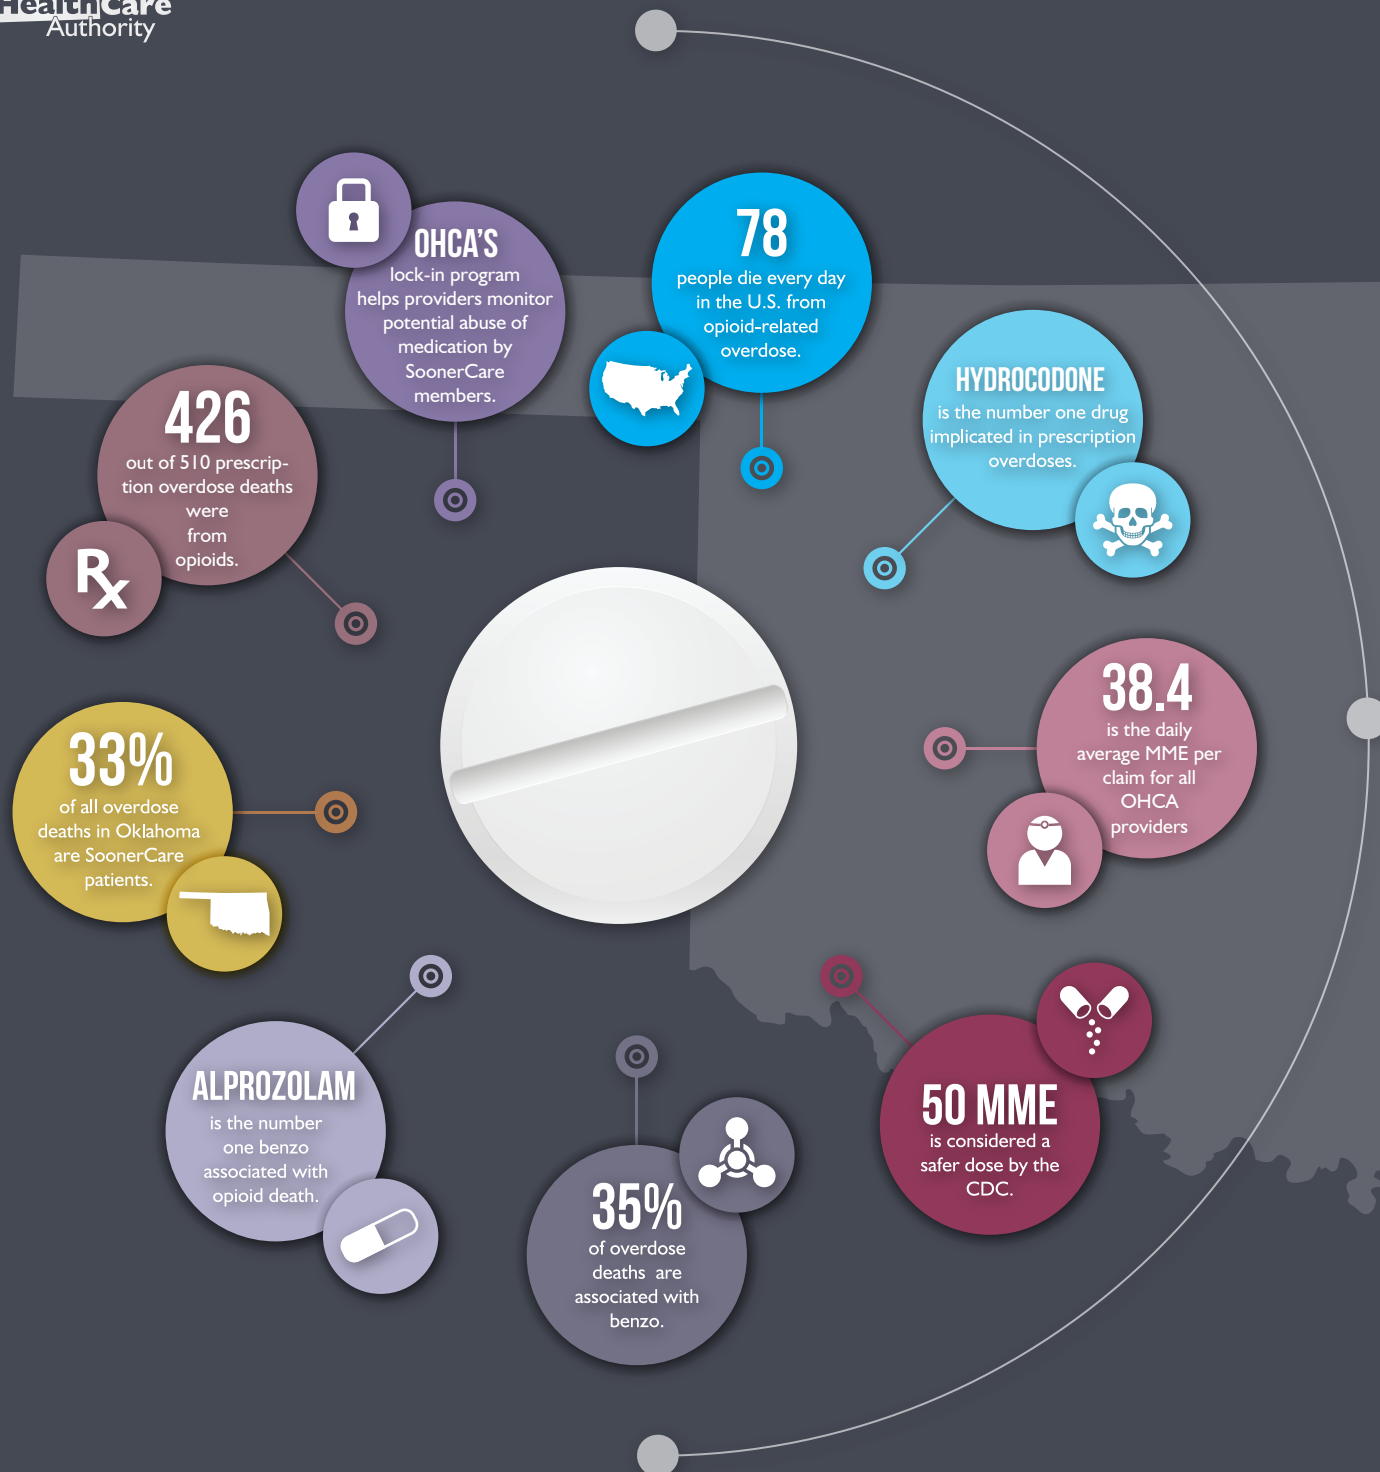 HealthCare
Authority
OHCA'S
lock-in program
helps providers monitor
potential abuse of
medication by
SoonerCare
members.
78
people die every day
in the U.S. from
opioid-related
overdose.
HYDROCODONE
is the number one drug
implicated in prescription
overdoses.
426
out of 510 prescrip-
tion overdose deaths
were
from
opioids.
Rx
38.4
is the daily
average MME per
claim for all
OHCA
providers
33%
of all overdose
deaths in Oklahoma
are SoonerCare
patients.
ALPROZOLAM
is the number
one benzo
associated with
opioid death.
35%
of overdose
deaths are
associated with
benzo.
50 MME
is considered a
safer dose by the
CDC.